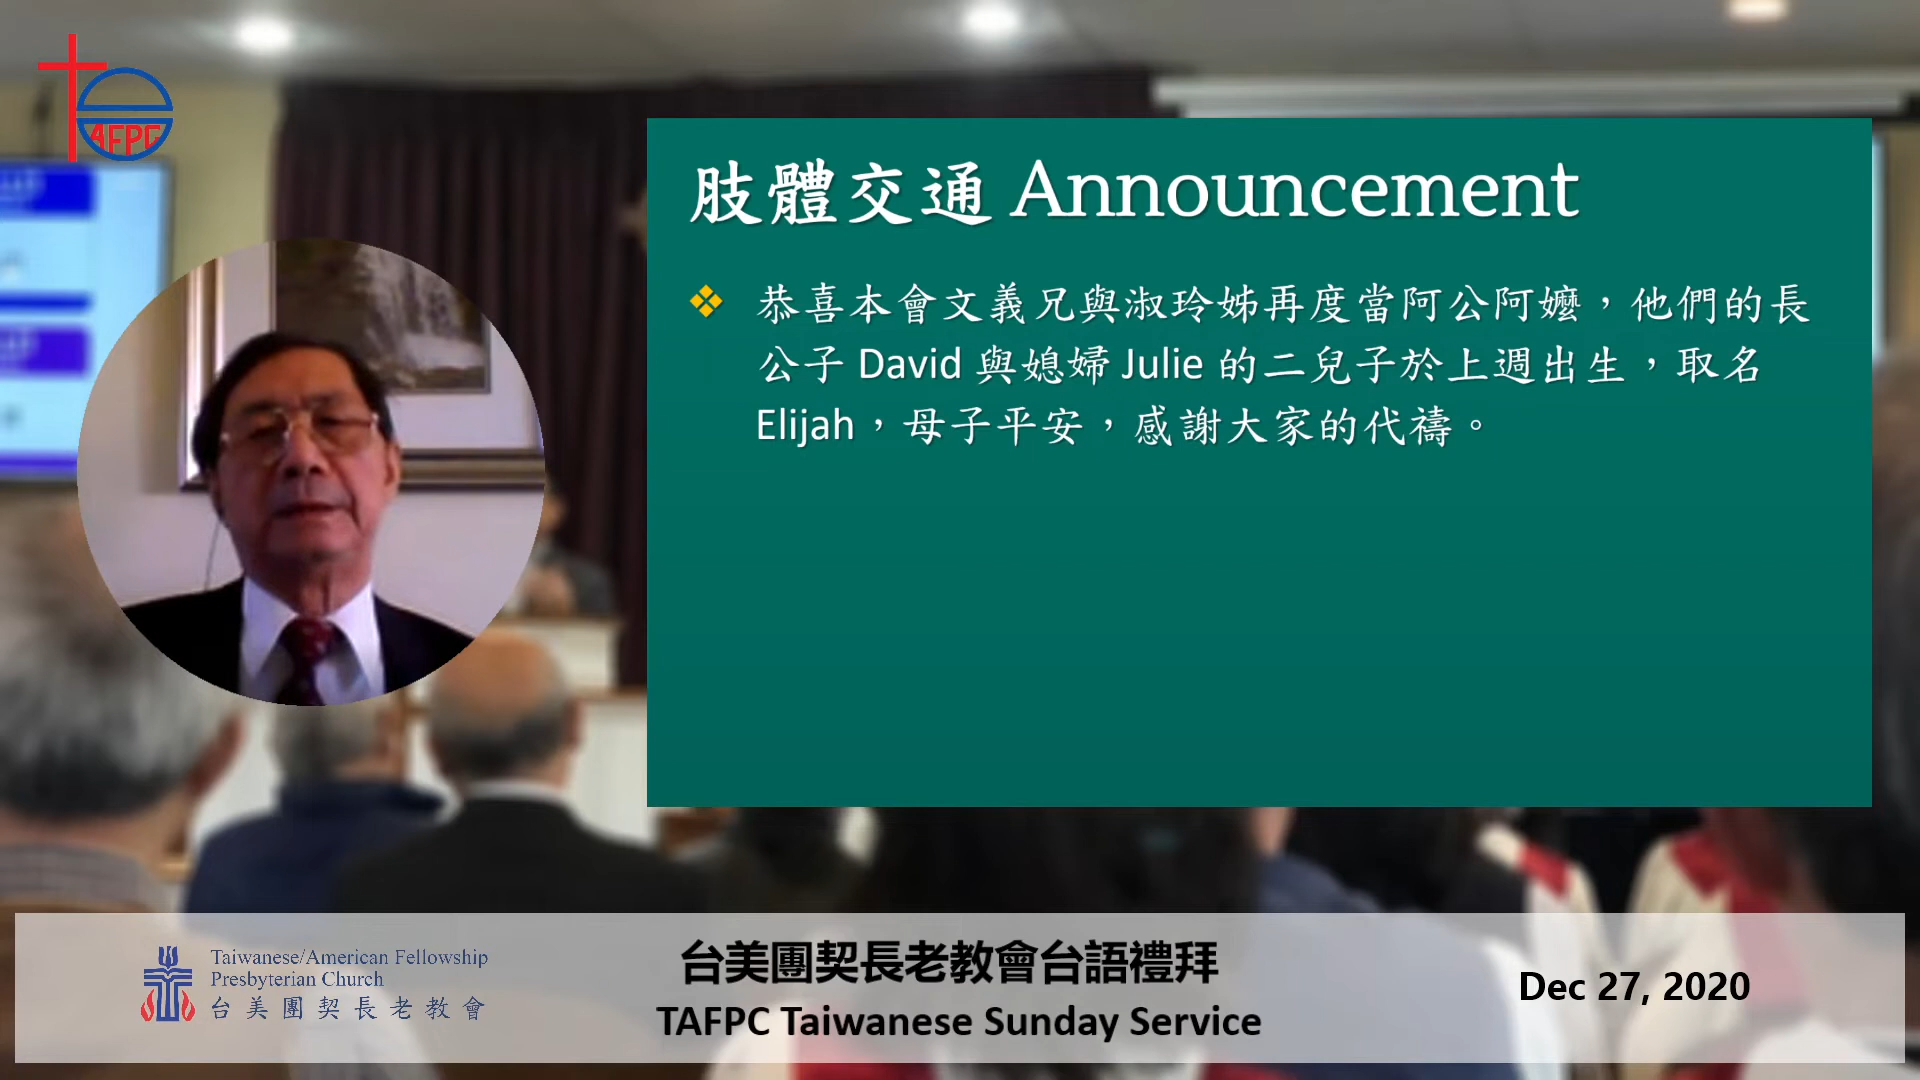 AFPC
肢體交通 Announcement
恭喜本會文義兄與淑玲姊再度當阿公阿嬤，他們的長
公子 David 與媳婦 Julie 的二兒子於上週出生，取名
Elijah，母子平安，感謝大家的代禱。
Taiwanese/American Fellowship
Presbyterian Church
台美團契長老教會
台美團契長老教會台語禮拜
TAFPC Taiwanese Sunday Service
Dec 27, 2020